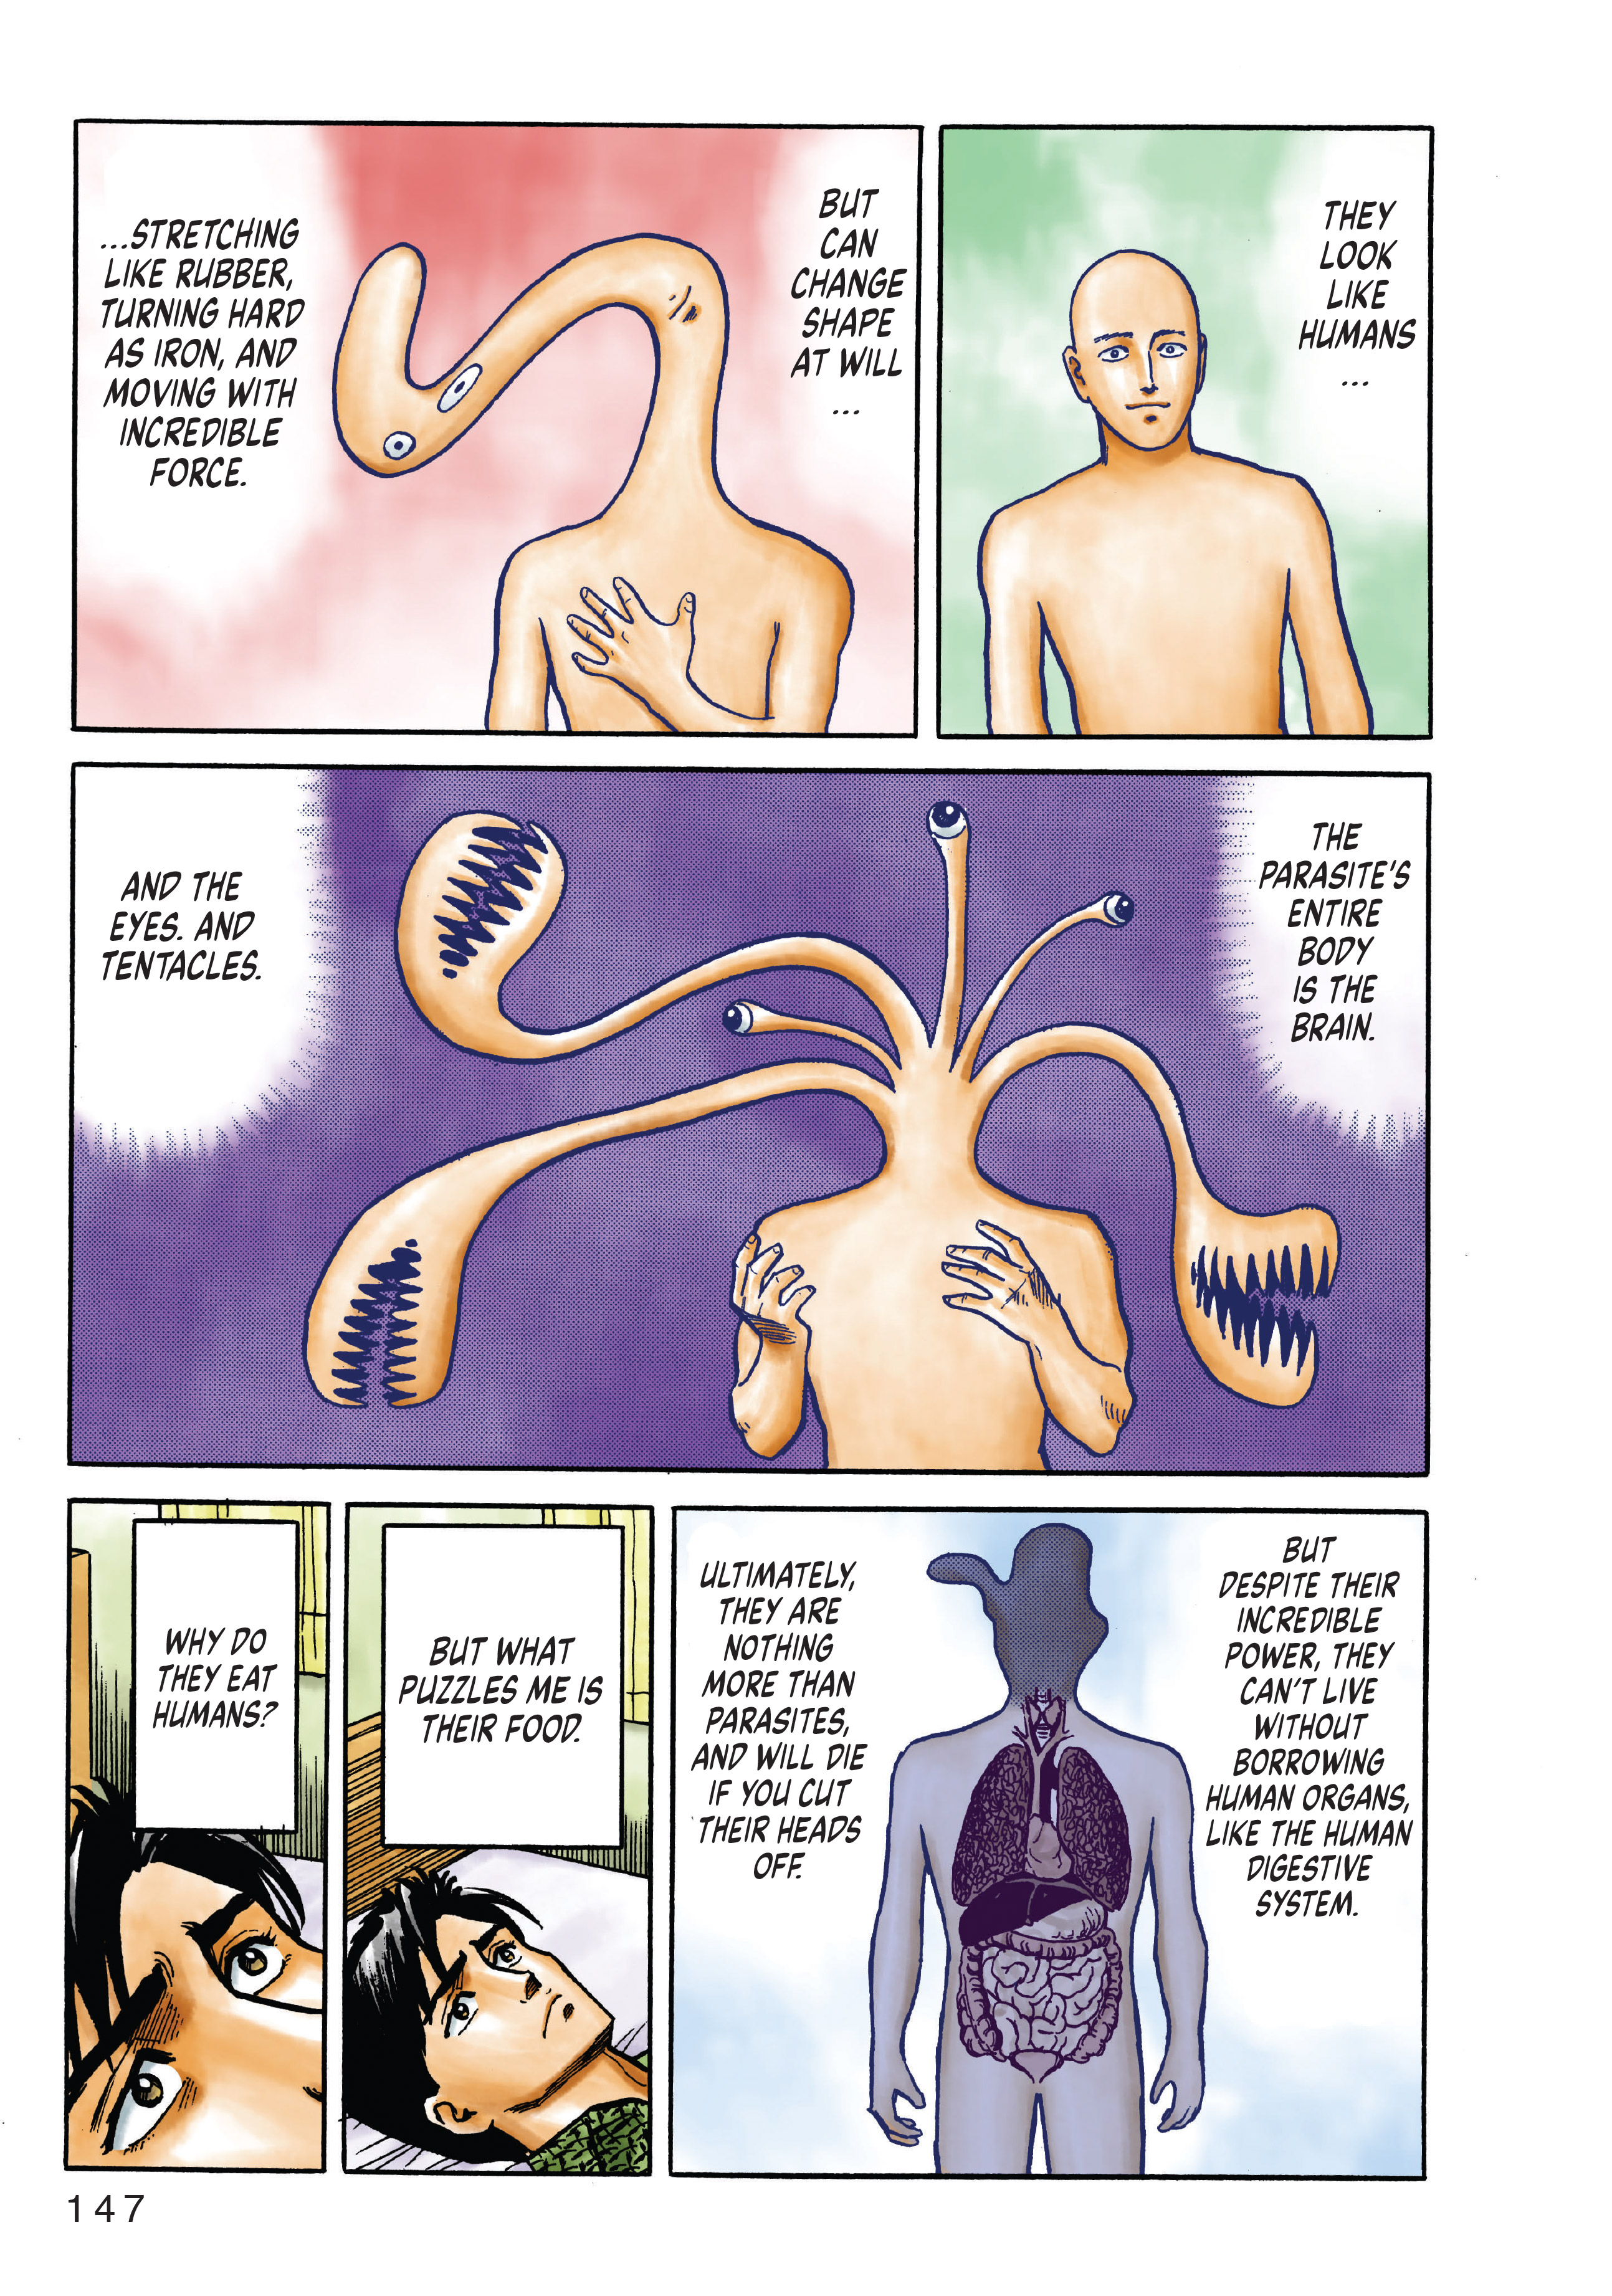 THEY
LOOK
LIKE
HUMANS
...
BUT
CAN
CHANGE
SHAPE
AT WILL
...
...STRETCHING
LIKE RUBBER,
TURNING HARD
AS IRON, AND
MOVING WITH
INCREDIBLE
FORCE.
THE
PARASITE'S
ENTIRE
BODY
IS THE
BRAIN.
AND THE
EYES. AND
TENTACLES.
BUT
DESPITE THEIR
INCREDIBLE
POWER, THEY
CAN'T LIVE
WITHOUT
BORROWING
HUMAN ORGANS,
LIKE THE HUMAN
DIGESTIVE
SYSTEM.
ULTIMATELY,
THEY ARE
NOTHING
MORE THAN
PARASITES,
AND WILL DIE
IF YOU CUT
THEIR HEADS
OFF.
BUT WHAT
PUZZLES ME IS
THEIR FOOD.
WHY DO
THEY EAT
HUMANS?
147